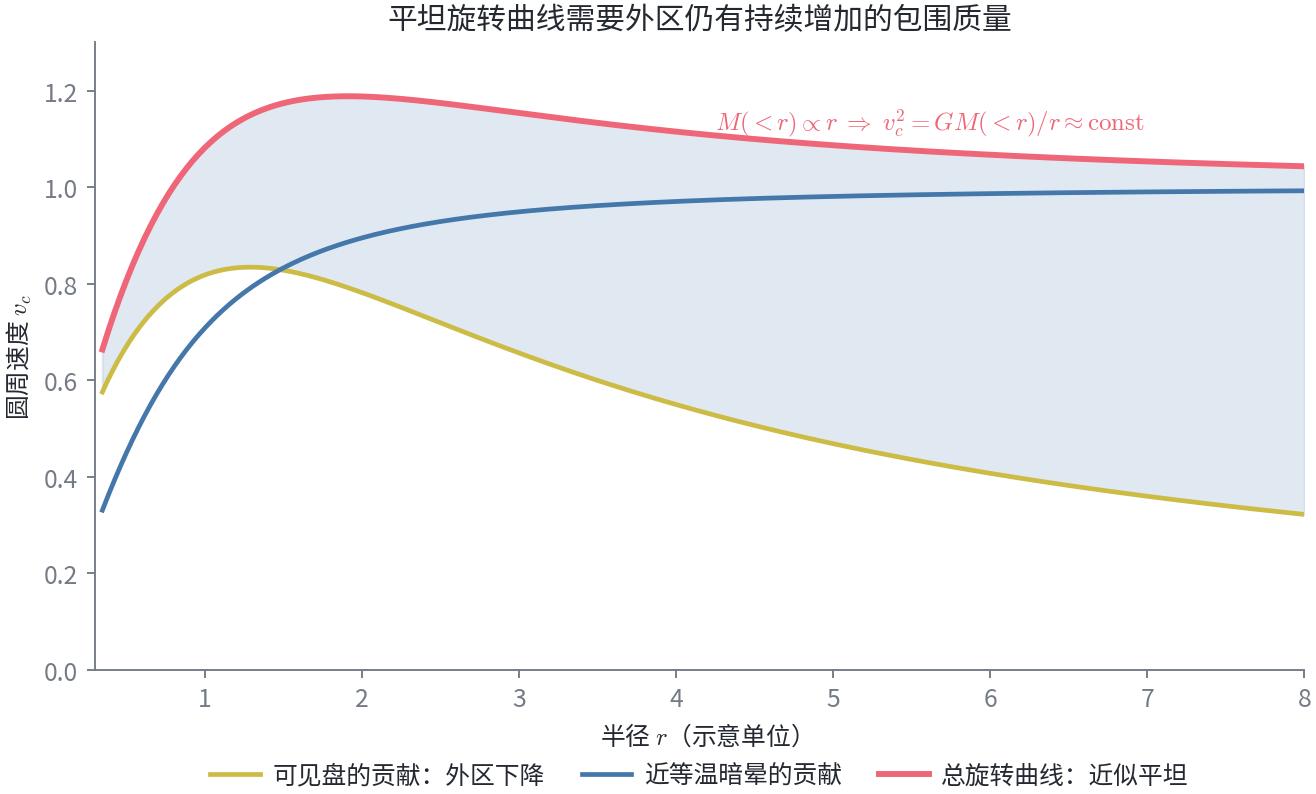 平坦旋转曲线需要外区仍有持续增加的包围质量
圆周速度 v_c
1.2
1.0
0.8
0.6
0.4
0.2
0.0
M(<r) ∝ r ⇒ v_c^2 = GM(<r)/r ≈ const
1 2 3 4 5 6 7 8
半径 r（示意单位）
可见盘的贡献：外区下降 近等温暗晕的贡献 总旋转曲线：近似平坦